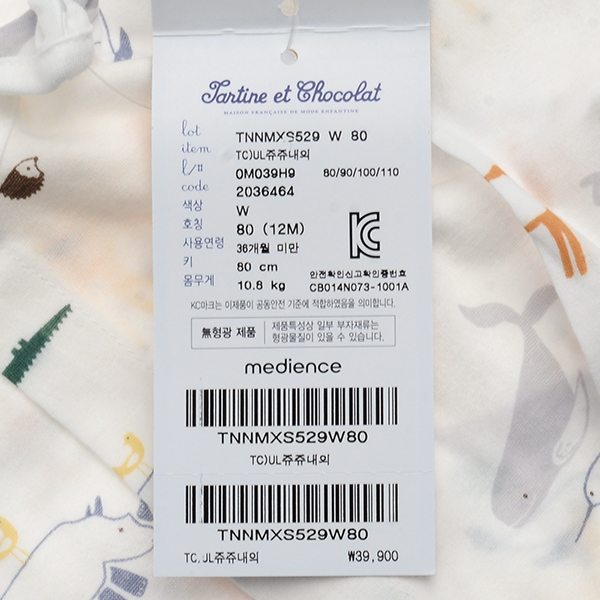 Tartine et Chocolat
MAISON FRANÇAISE DE MODE ENFANTINE
lot TNNMXS529 W 80
item TC)UL쥬쥬내의
l/# 0M039H9 80/90/100/110
code 2036464
색상 W
호칭 80 (12M)
사용연령 36개월 미만
키 80 cm
몸무게 10.8 kg
KC
안전확인신고확인증번호
CB014N073-1001A
KC마크는 이제품이 공동안전 기준에 적합하였음을 의미합니다.
無형광 제품
제품특성상 일부 부자재류는
형광물질이 있을 수 있습니다.
medience
TNNMXS529W80
TC)UL쥬쥬내의
TNNMXS529W80
TC.UL쥬쥬내의 ₩39,900